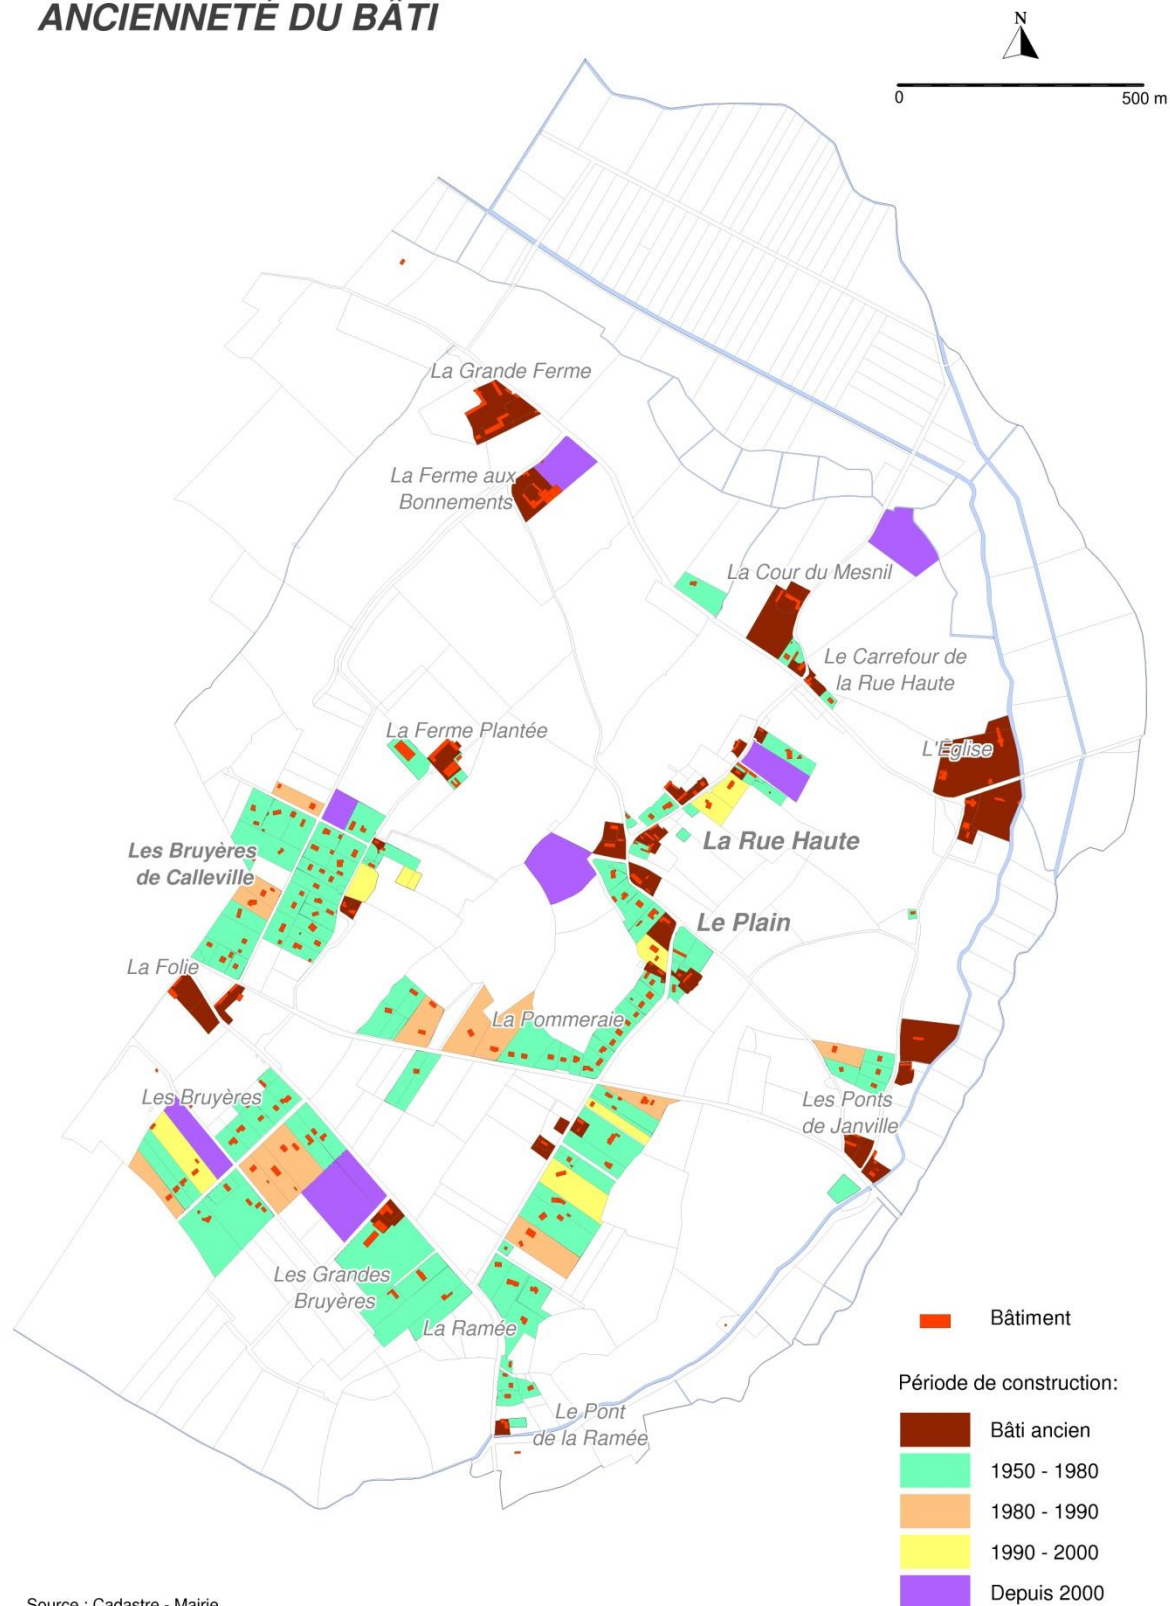 ANCIENNETÉ DU BÂTI
N
0
500 m
La Grande Ferme
La Ferme aux
Bonnements
La Cour du Mesnil
Le Carrefour de
la Rue Haute
La Ferme Plantée
L'Eglise
La Rue Haute
Les Bruyères
de Calleville
Le Plain
La Folie
La Pommeraie
Les Bruyères
Les Ponts
de Janville
Les Grandes
Bruyères
La Ramée
Le Pont
de la Ramée
Bâtiment
Période de construction:
Bâti ancien
1950 - 1980
1980 - 1990
1990 - 2000
Depuis 2000
Source : Cadastre - Mairie